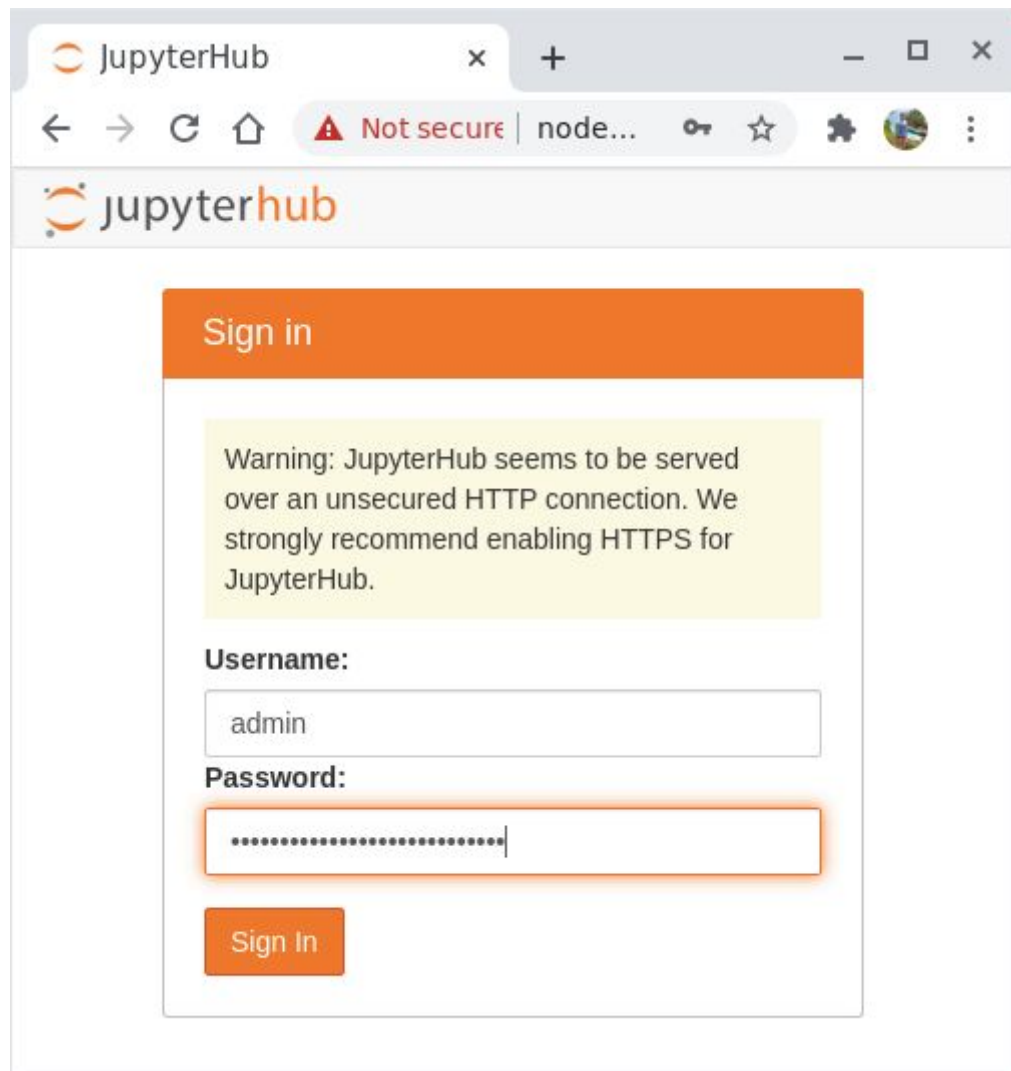 JupyterHub
Not secure node...
jupyterhub
Sign in
Warning: JupyterHub seems to be served
over an unsecured HTTP connection. We
strongly recommend enabling HTTPS for
JupyterHub.
Username:
admin
Password:
••••••••••••••••••••••••••••
Sign In